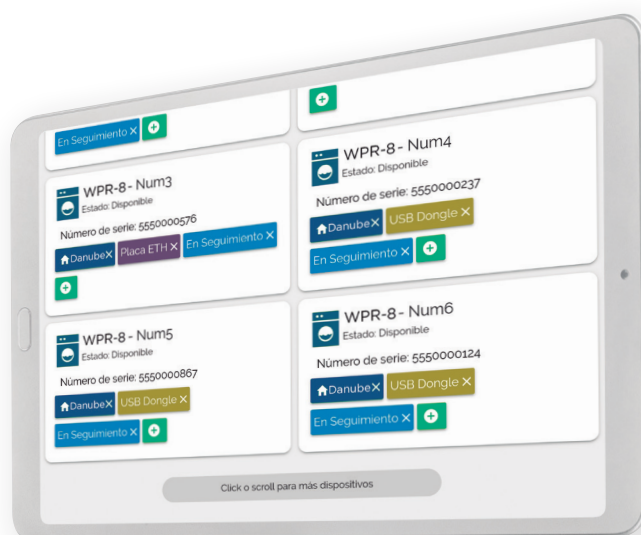 En Seguimiento X
WPR-8 - Num3
Estado: Disponible
Número de serie: 5550000576
Danube X Placa ETH X En Seguimiento X
WPR-8 - Num4
Estado: Disponible
Número de serie: 5550000237
Danube X USB Dongle X
En Seguimiento X
WPR-8 - Num5
Estado: Disponible
Número de serie: 5550000867
Danube X USB Dongle X
En Seguimiento X
WPR-8 - Num6
Estado: Disponible
Número de serie: 5550000124
Danube X USB Dongle X
En Seguimiento X
Click o scroll para más dispositivos